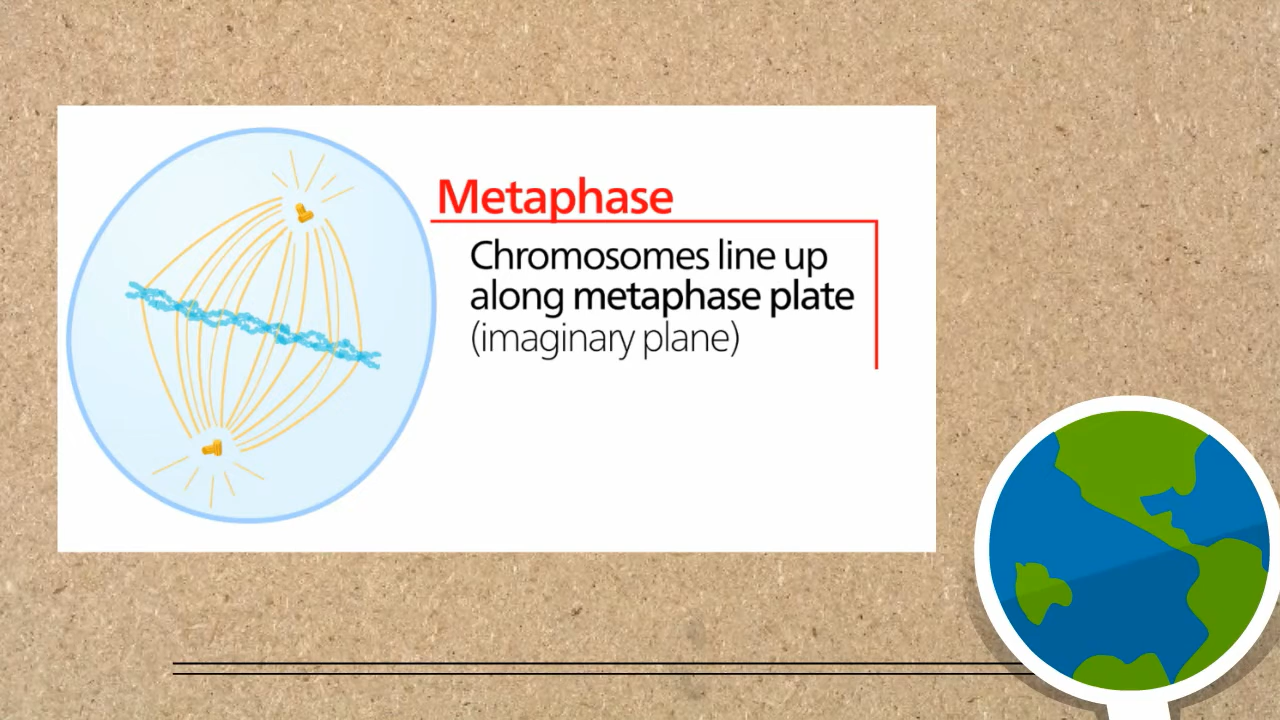 Metaphase
Chromosomes line up
along metaphase plate
(imaginary plane)